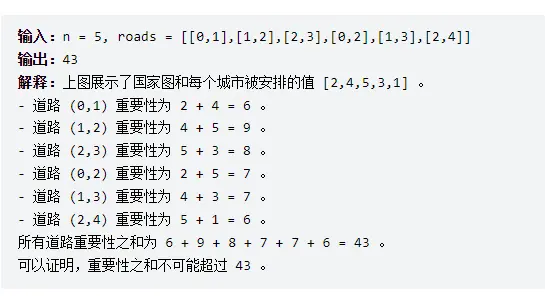 输入：n = 5, roads = [[0,1],[1,2],[2,3],[0,2],[1,3],[2,4]]
输出：43
解释：上图展示了国家图和每个城市被安排的值 [2,4,5,3,1] 。
- 道路 (0,1) 重要性为 2 + 4 = 6 。
- 道路 (1,2) 重要性为 4 + 5 = 9 。
- 道路 (2,3) 重要性为 5 + 3 = 8 。
- 道路 (0,2) 重要性为 2 + 5 = 7 。
- 道路 (1,3) 重要性为 4 + 3 = 7 。
- 道路 (2,4) 重要性为 5 + 1 = 6 。
所有道路重要性之和为 6 + 9 + 8 + 7 + 7 + 6 = 43 。
可以证明，重要性之和不可能超过 43 。